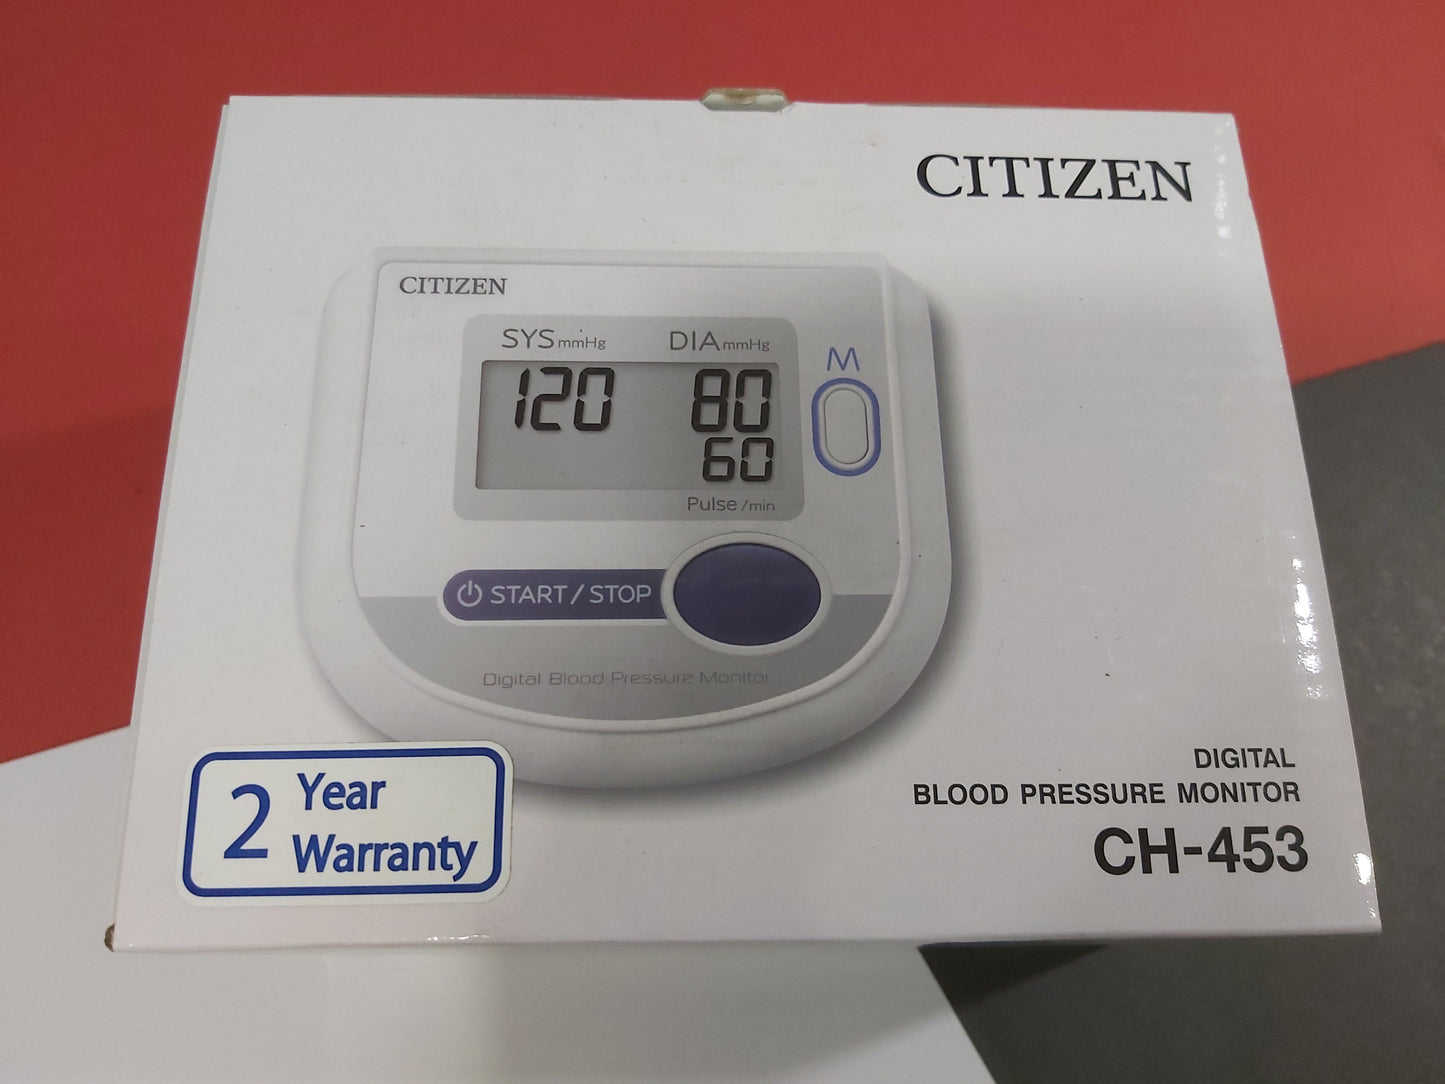 CITIZEN
CITIZEN
SYS mmHg DIA mmHg
120 80
60
Pulse/min
M
START/STOP
Digital Blood Pressure Monitor
2 Year
Warranty
DIGITAL
BLOOD PRESSURE MONITOR
CH-453